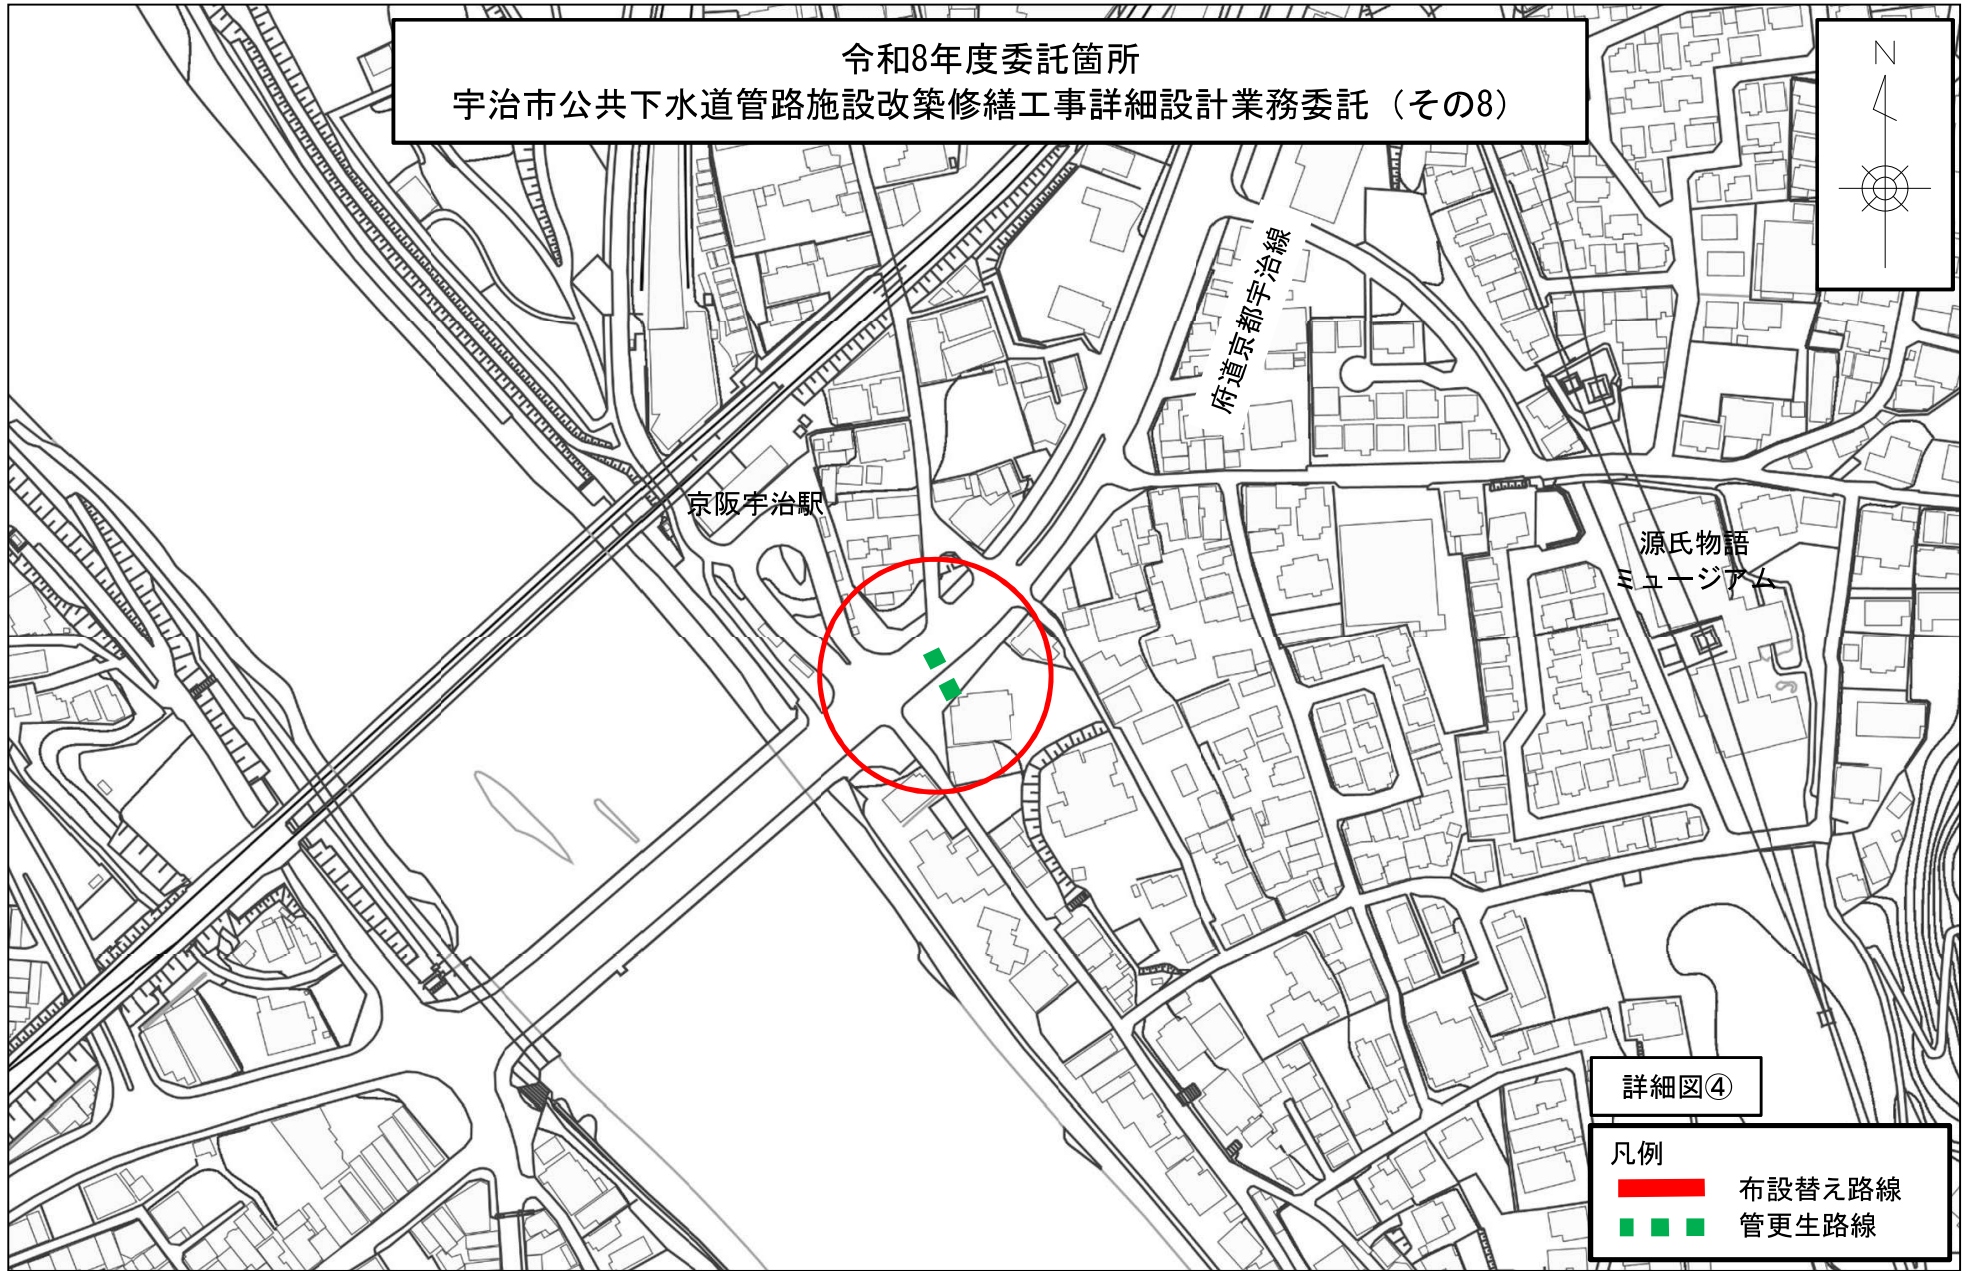 令和8年度委託箇所
宇治市公共下水道管路施設改築修繕工事詳細設計業務委託（その8）
N
府道京都宇治線
京阪宇治駅
源氏物語
ミュージアム
詳細図④
凡例
布設替え路線
管更生路線